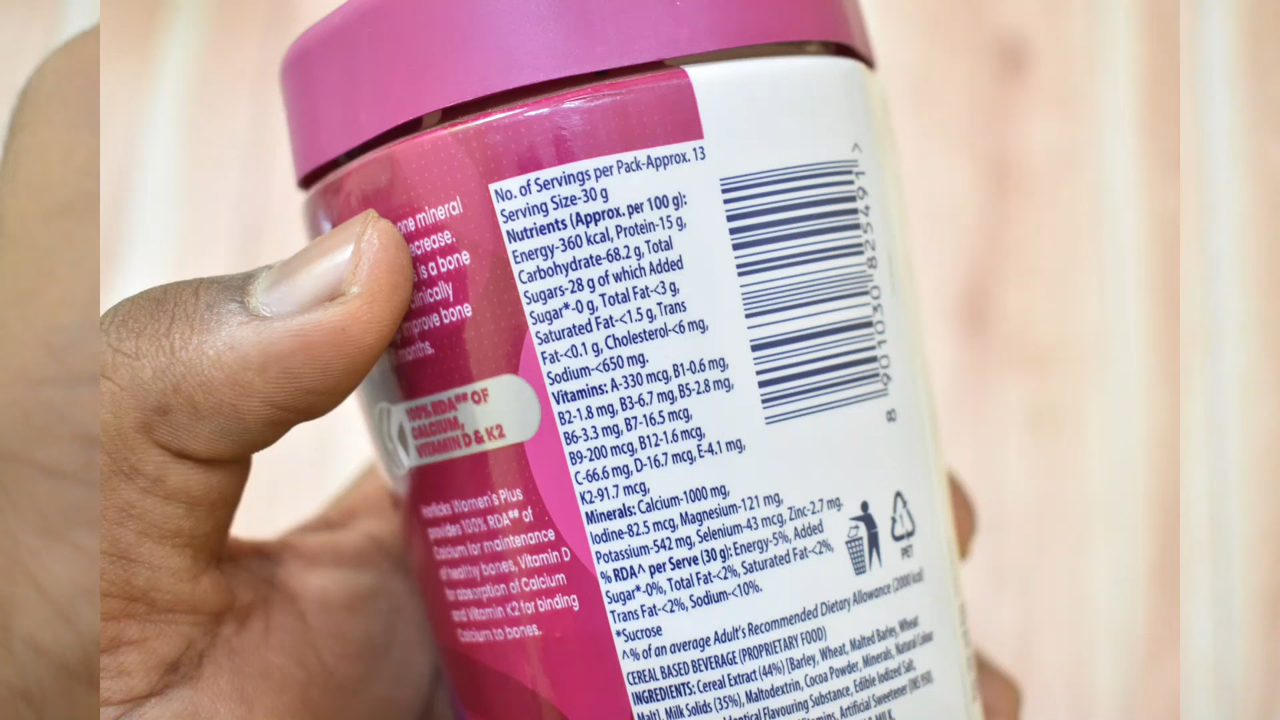 one mineral
ecrease.
is a bone
linically
improve bone
months.
100% RDA## OF
CALCIUM,
VITAMIN D & K2
Horlicks Women's Plus
provides 100% RDA## of
Calcium for maintenance
of healthy bones, Vitamin D
for absorption of Calcium
and Vitamin K2 for binding
Calcium to bones.
No. of Servings per Pack-Approx. 13
Serving Size-30 g
Nutrients (Approx. per 100 g):
Energy-360 kcal, Protein-15 g,
Carbohydrate-68.2 g, Total
Sugars-28 g of which Added
Sugar*-0 g, Total Fat-<3 g,
Saturated Fat-<1.5 g, Trans
Fat-<0.1 g, Cholesterol-<6 mg,
Sodium-<650 mg.
Vitamins: A-330 mcg, B1-0.6 mg,
B2-1.8 mg, B3-6.7 mg, B5-2.8 mg,
B6-3.3 mg, B7-16.5 mcg,
B9-200 mcg, B12-1.6 mcg,
C-66.6 mg, D-16.7 mcg, E-4.1 mg,
K2-91.7 mcg,
Minerals: Calcium-1000 mg,
Iodine-82.5 mcg, Magnesium-121 mg,
Potassium-542 mg, Selenium-43 mcg, Zinc-2.7 mg.
% RDA^ per Serve (30 g): Energy-5%, Added
Sugar*-0%, Total Fat-<2%, Saturated Fat-<2%,
Trans Fat-<2%, Sodium-<10%.
*Sucrose
^% of an average Adult's Recommended Dietary Allowance (2000 kcal)
CEREAL BASED BEVERAGE (PROPRIETARY FOOD)
INGREDIENTS: Cereal Extract (44%) [Barley, Wheat, Malted Barley, Wheat
Malt], Milk Solids (35%), Maltodextrin, Cocoa Powder, Minerals, Natural Colour
Identical Flavouring Substance, Edible Iodized Salt,
Vitamins, Artificial Sweetener (INS 950)
MILK
8 901030 825491 >
1
PET